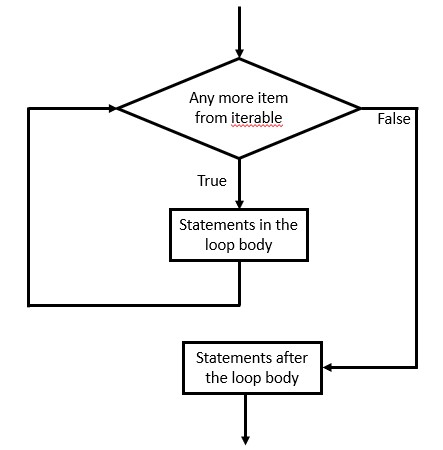 Any more item
from iterable
False
True
Statements in the
loop body
Statements after
the loop body